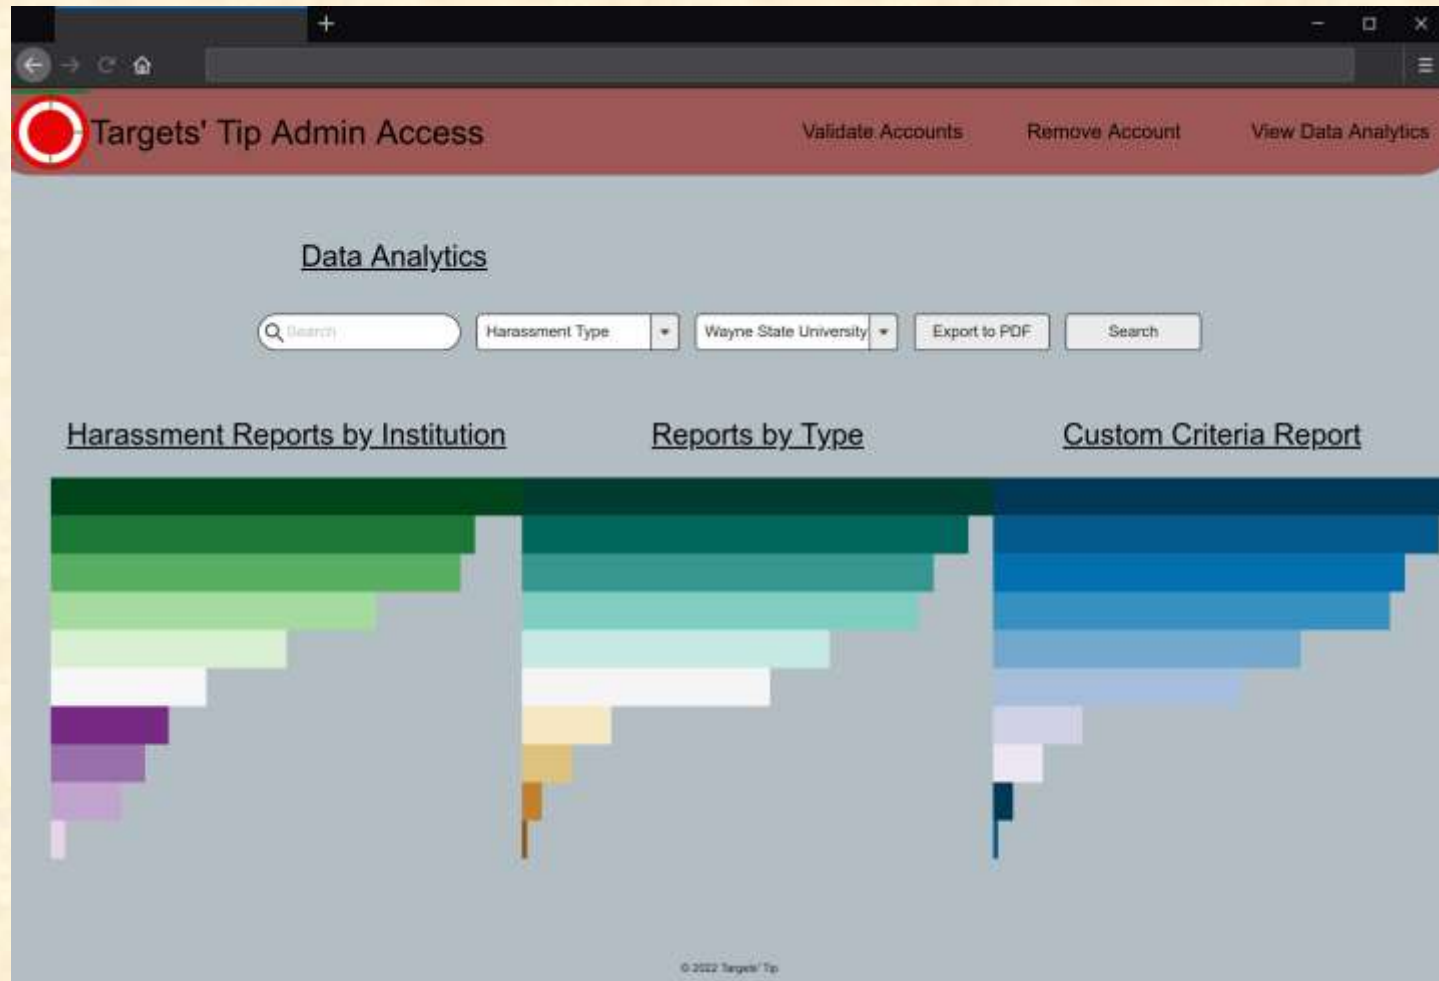 Targets' Tip Admin Access
Validate Accounts
Remove Account
View Data Analytics
Data Analytics
Search
Harassment Type
Wayne State University
Export to PDF
Search
Harassment Reports by Institution
Reports by Type
Custom Criteria Report
© 2022 Targets' Tip